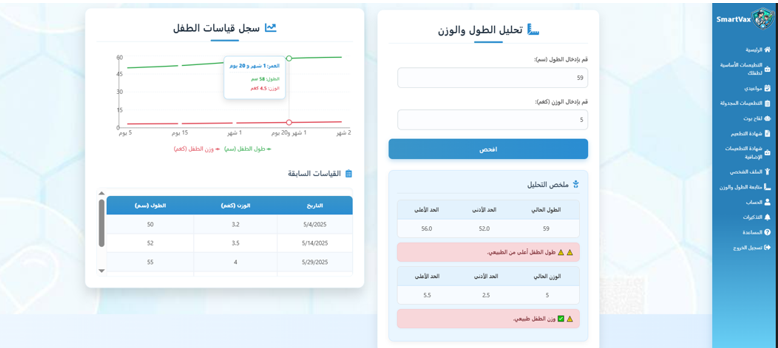 SmartVax
الرئيسية
التطعيمات الأساسية
لطفلك
مواعيدي
التطعيمات المجدولة
لقاح بوت
شهادة التطعيم
شهادة التطعيمات
الإضافية
الملف الشخصي
متابعة الطول والوزن
الحساب
التذكيرات
المساعدة
تسجيل الخروج
تحليل الطول والوزن
قم بإدخال الطول (سم):
59
قم بإدخال الوزن (كغم):
5
افحص
ملخص التحليل
الطول الحالي الحد الأدنى الحد الأعلى
59 52.0 56.0
طول الطفل أعلى من الطبيعي.
الوزن الحالي الحد الأدنى الحد الأعلى
5 2.5 5.5
وزن الطفل طبيعي.
سجل قياسات الطفل
60
45
30
15
0
العمر: 1 شهر و 20 يوم
الطول: 58 سم
الوزن: 4.5 كغم
5 يوم 15 يوم 1 شهر 1 شهر و20 يوم 2 شهر
طول الطفل (سم) وزن الطفل (كغم)
القياسات السابقة
التاريخ الوزن (كغم) الطول (سم)
5/4/2025 3.2 50
5/14/2025 3.5 52
5/29/2025 4 55